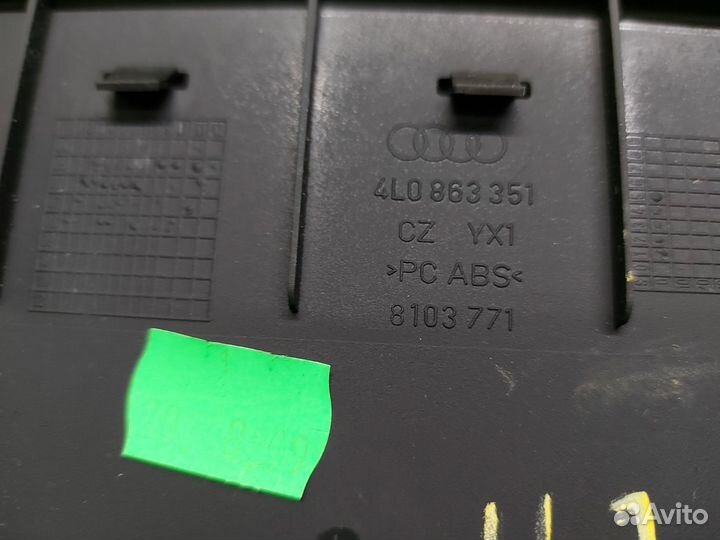 4L0 863 351
CZ YX1
>PC ABS<
8103 771
Avito